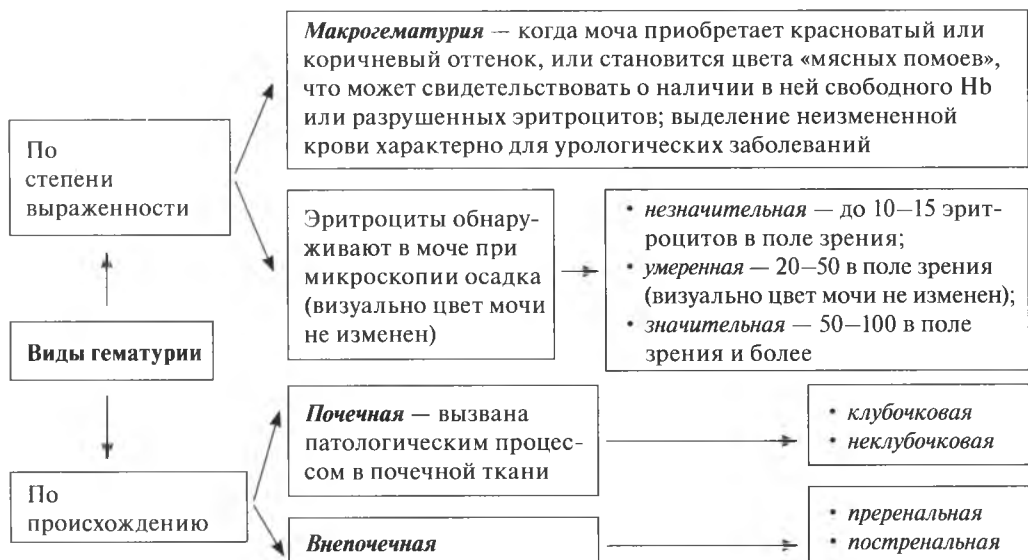 Макрогематурия — когда моча приобретает красноватый или
коричневый оттенок, или становится цвета «мясных помоев»,
что может свидетельствовать о наличии в ней свободного Hb
или разрушенных эритроцитов; выделение неизмененной
крови характерно для урологических заболеваний
По
степени
выраженности
Эритроциты обнару-
живают в моче при
микроскопии осадка
(визуально цвет мочи
не изменен)
• незначительная — до 10—15 эрит-
роцитов в поле зрения;
• умеренная — 20—50 в поле зрения
(визуально цвет мочи не изменен);
• значительная — 50—100 в поле
зрения и более
Виды гематурии
Почечная — вызвана
патологическим процес-
сом в почечной ткани
• клубочковая
• неклубочковая
По
происхождению
Внепочечная
• преренальная
• постренальная